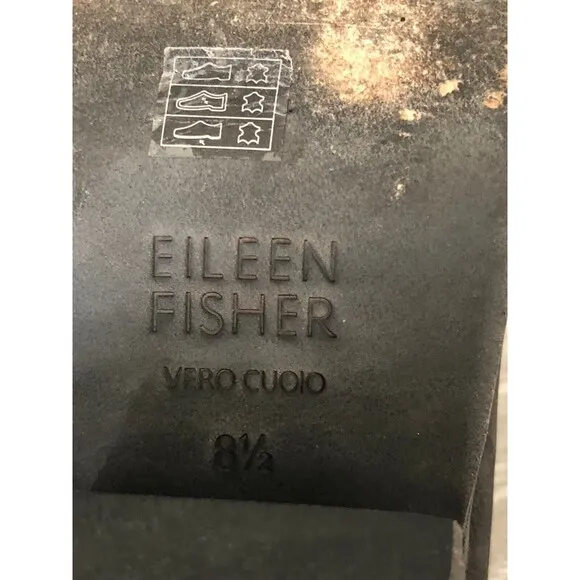 EILEEN
FISHER
VERO CUOIO
8½